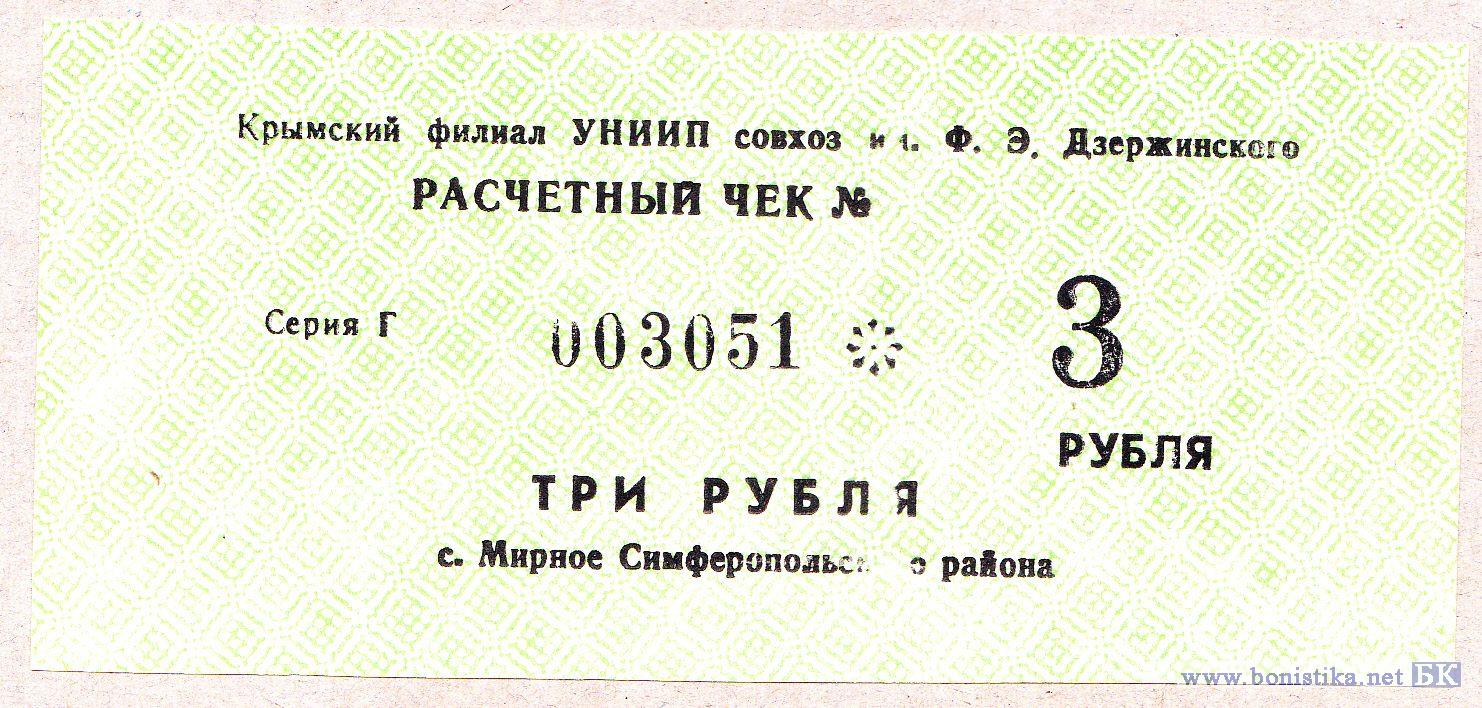 Крымский филиал УНИИП совхоз Ф. Э. Дзержинского
РАСЧЕТНЫЙ ЧЕК №
Серия Г 003051 3
РУБЛЯ
ТРИ РУБЛЯ
с. Мирное района
www.bonistika.net БК